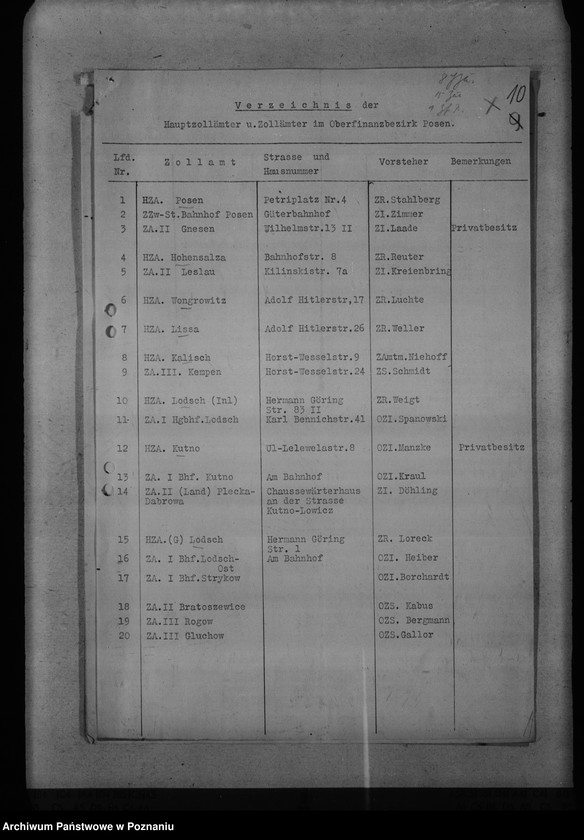 10
V e r z e i c h n i s der
Hauptzollämter u.Zollämter im Oberfinanzbezirk Posen.
Lfd. Nr. Z o l l a m t Strasse und Hausnummer Vorsteher Bemerkungen
1 HZA. Posen Petriplatz Nr.4 ZR.Stahlberg
2 ZZw-St.Bahnhof Posen Güterbahnhof ZI.Zimmer
3 ZA.II Gnesen Wilhelmstr.13 II ZI.Laade Privatbesitz
4 HZA. Hohensalza Bahnhofstr. 8 ZR.Reuter
5 ZA.II Leslau Kilinskistr. 7a ZI.Kreienbring
6 HZA. Wongrowitz Adolf Hitlerstr,17 ZR.Luchte
7 HZA. Lissa Adolf Hitlerstr.26 ZR.Weller
8 HZA. Kalisch Horst-Wesselstr.9 ZAmtm.Niehoff
9 ZA.III. Kempen Horst-Wesselstr.24 ZS.Schmidt
10 HZA. Lodsch (Inl) Hermann Göring ZR.Weigt
Str. 83 II
11 ZA.I Hgbhf.Lodsch Karl Bennichstr.41 OZI.Spanowski
12 HZA. Kutno Ul-Lelewelastr.8 OZI.Manzke Privatbesitz
13 ZA. I Bhf. Kutno Am Bahnhof OZI.Kraul
14 ZA.II (Land) Plecka- Chaussewärterhaus ZI. Döhling
Dabrowa an der Strasse
Kutno-Lowicz
15 HZA.(G) Lodsch Hermann Göring ZR. Loreck
Str. 1
16 ZA. I Bhf.Lodsch- Am Bahnhof OZI. Heiber
Ost
17 ZA. I Bhf.Strykow OZI.Borchardt
18 ZA.II Bratoszewice OZS. Kabus
19 ZA.III Rogow OZS. Bergmann
20 ZA.III Gluchow OZS.Gallor
Archiwum Państwowe w Poznaniu